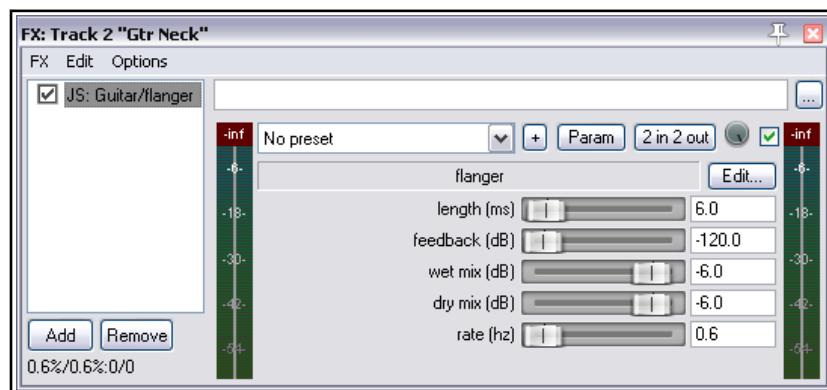 FX: Track 2 "Gtr Neck"
FX Edit Options
JS: Guitar/flanger
...
-inf No preset + Param 2 in 2 out -inf
-6- flanger Edit... -6-
-18- length (ms) 6.0 -18-
feedback (dB) -120.0
-30- wet mix (dB) -6.0 -30-
-42- dry mix (dB) -6.0 -42-
Add Remove rate (hz) 0.6
-54- -54-
0.6%/0.6%:0/0